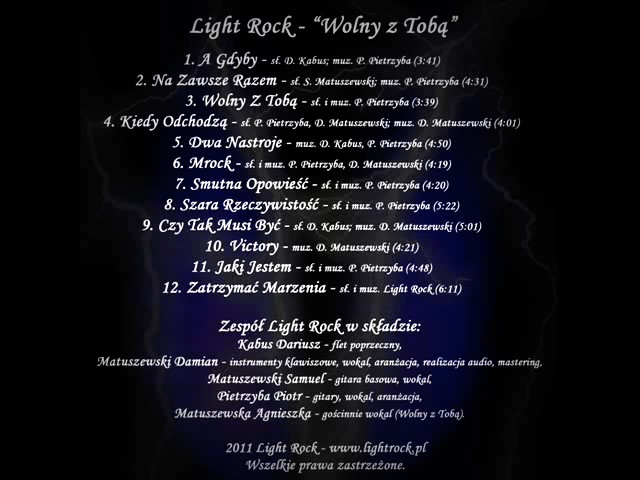 Light Rock - “Wolny z Tobą”
1. A Gdyby - sł. D. Kabus; muz. P. Pietrzyba (3:41)
2. Na Zawsze Razem - sł. S. Matuszewski; muz. P. Pietrzyba (4:31)
3. Wolny Z Tobą - sł. i muz. P. Pietrzyba (3:39)
4. Kiedy Odchodzą - sł. P. Pietrzyba, D. Matuszewski; muz. D. Matuszewski (4:01)
5. Dwa Nastroje - muz. D. Kabus, P. Pietrzyba (4:50)
6. Mrock - sł. i muz. P. Pietrzyba, D. Matuszewski (4:19)
7. Smutna Opowieść - sł. i muz. P. Pietrzyba (4:20)
8. Szara Rzeczywistość - sł. i muz. P. Pietrzyba (5:22)
9. Czy Tak Musi Być - sł. D. Kabus; muz. D. Matuszewski (5:01)
10. Victory - muz. D. Matuszewski (4:21)
11. Jaki Jestem - sł. i muz. P. Pietrzyba (4:48)
12. Zatrzymać Marzenia - sł. i muz. Light Rock (6:11)
Zespół Light Rock w składzie:
Kabus Dariusz - flet poprzeczny,
Matuszewski Damian - instrumenty klawiszowe, wokal, aranżacja, realizacja audio, mastering,
Matuszewski Samuel - gitara basowa, wokal,
Pietrzyba Piotr - gitary, wokal, aranżacja,
Matuszewska Agnieszka - gościnnie wokal (Wolny z Tobą).
2011 Light Rock - www.lightrock.pl
Wszelkie prawa zastrzeżone.